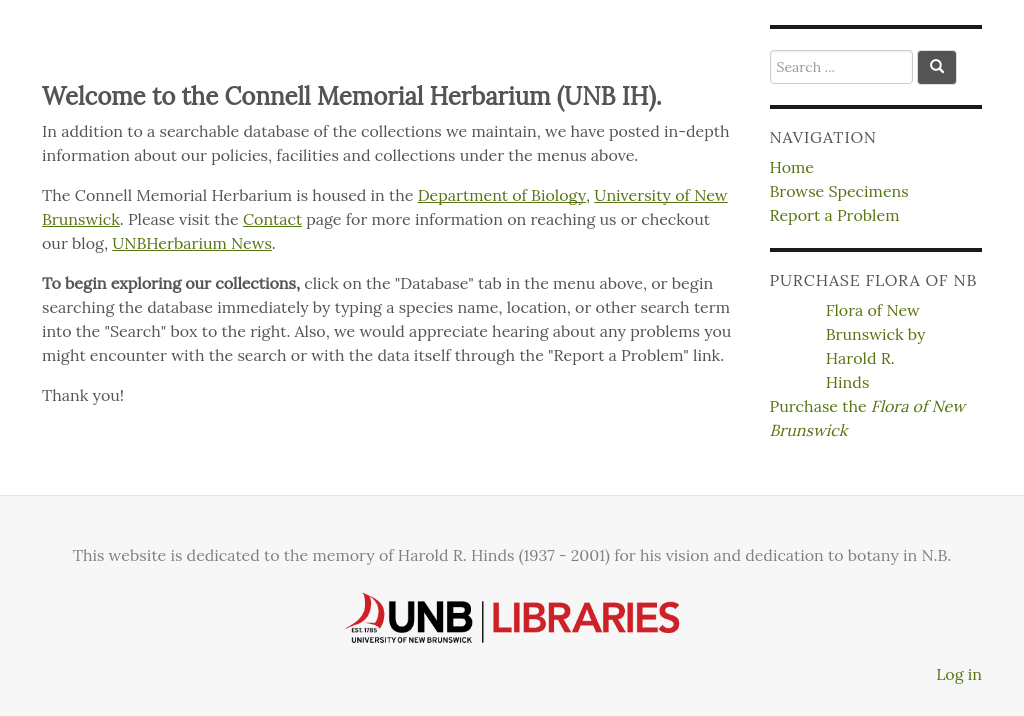 Welcome to the Connell Memorial Herbarium (UNB IH).
In addition to a searchable database of the collections we maintain, we have posted in-depth
information about our policies, facilities and collections under the menus above.
The Connell Memorial Herbarium is housed in the Department of Biology, University of New
Brunswick. Please visit the Contact page for more information on reaching us or checkout
our blog, UNBHerbarium News.
To begin exploring our collections, click on the "Database" tab in the menu above, or begin
searching the database immediately by typing a species name, location, or other search term
into the "Search" box to the right. Also, we would appreciate hearing about any problems you
might encounter with the search or with the data itself through the "Report a Problem" link.
Thank you!
Search ...
NAVIGATION
Home
Browse Specimens
Report a Problem
PURCHASE FLORA OF NB
Flora of New
Brunswick by
Harold R.
Hinds
Purchase the Flora of New
Brunswick
This website is dedicated to the memory of Harold R. Hinds (1937 - 2001) for his vision and dedication to botany in N.B.
EST. 1785 UNB LIBRARIES
UNIVERSITY OF NEW BRUNSWICK
Log in